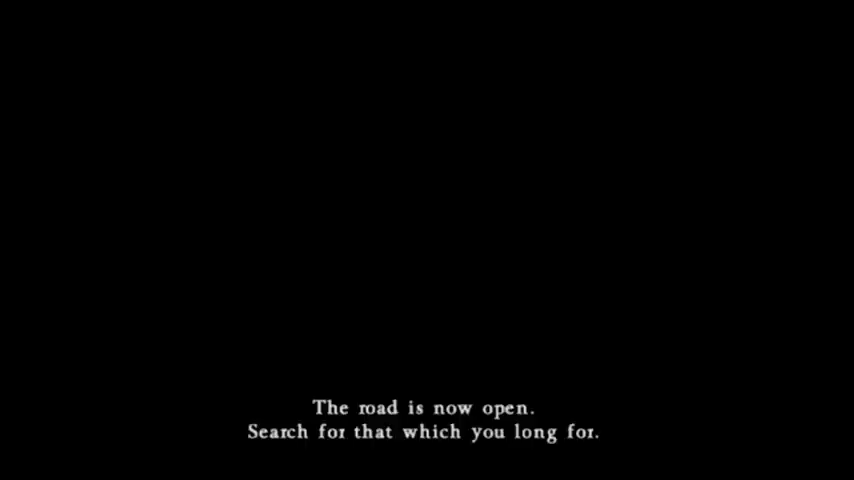 The road is now open.
Search for that which you long for.